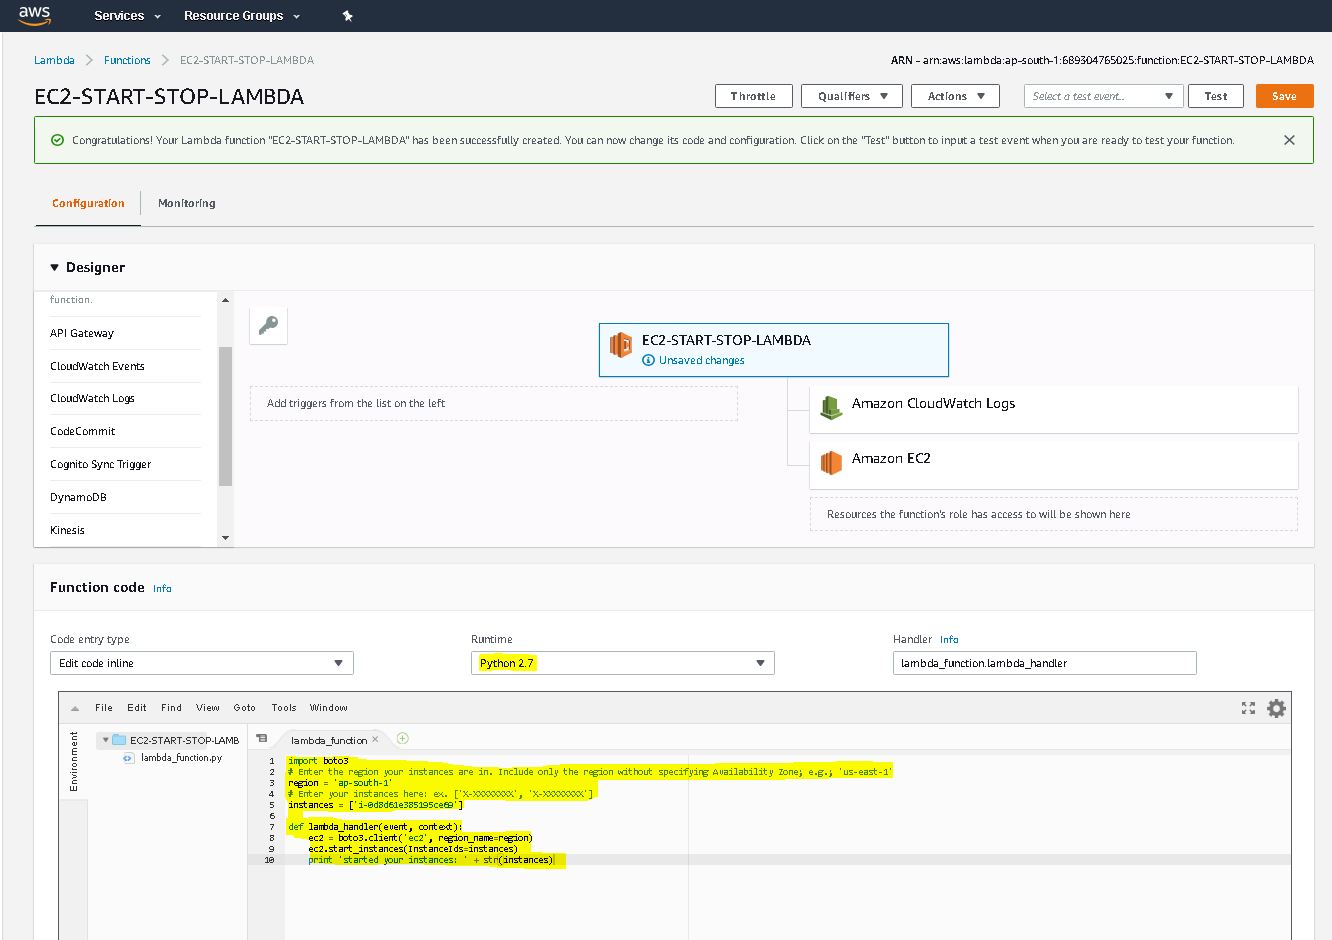 aws Services Resource Groups
Lambda Functions EC2-START-STOP-LAMBDA ARN - arn:aws:lambda:ap-south-1:689304765025:function:EC2-START-STOP-LAMBDA
EC2-START-STOP-LAMBDA Throttle Qualifiers Actions Select a test event.. Test Save
Congratulations! Your Lambda function "EC2-START-STOP-LAMBDA" has been successfully created. You can now change its code and configuration. Click on the "Test" button to input a test event when you are ready to test your function.
Configuration Monitoring
Designer
function.
API Gateway
CloudWatch Events
CloudWatch Logs
CodeCommit
Cognito Sync Trigger
DynamoDB
Kinesis
EC2-START-STOP-LAMBDA
Unsaved changes
Add triggers from the list on the left
Amazon CloudWatch Logs
Amazon EC2
Resources the function's role has access to will be shown here
Function code Info
Code entry type Runtime Handler Info
Edit code inline Python 2.7 lambda_function.lambda_handler
File Edit Find View Goto Tools Window
Environment
EC2-START-STOP-LAMB
lambda_function.py
lambda_function
1 import boto3
2 # Enter the region your instances are in. Include only the region without specifying Availability Zone; e.g.; 'us-east-1'
3 region = 'ap-south-1'
4 # Enter your instances here: ex. ['X-XXXXXXXX', 'X-XXXXXXXX']
5 instances = ['i-0d8d61e385195ce69']
6
7 def lambda_handler(event, context):
8 ec2 = boto3.client('ec2', region_name=region)
9 ec2.start_instances(InstanceIds=instances)
10 print 'started your instances: ' + str(instances)